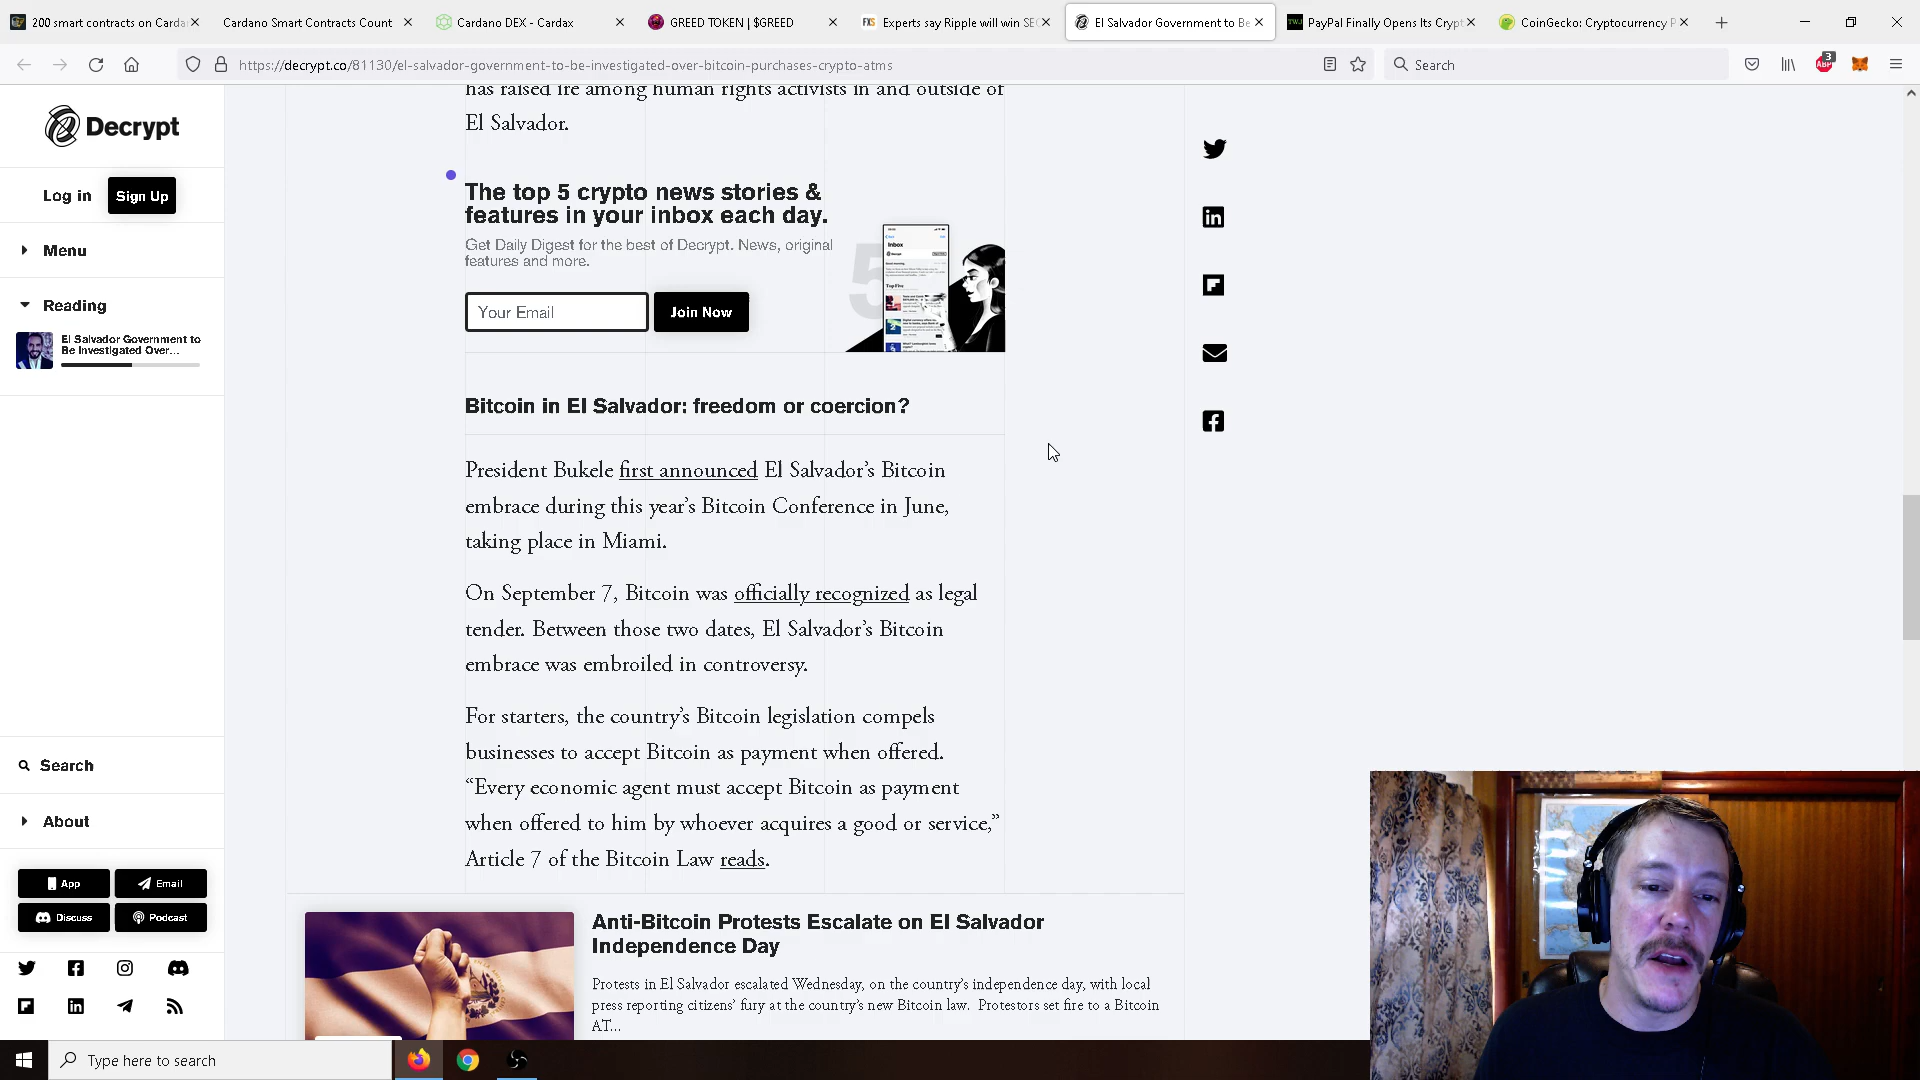 200 smart contracts on Carda
Cardano Smart Contracts Count
Cardano DEX - Cardax
GREED TOKEN | $GREED
FXS
Experts say Ripple will win SEC
El Salvador Government to Be
TWJ
PayPal Finally Opens Its Crypt
CoinGecko: Cryptocurrency P
https://decrypt.co/81130/el-salvador-government-to-be-investigated-over-bitcoin-purchases-crypto-atms
Search
ABP
3
Decrypt
Log in
Sign Up
Menu
Reading
El Salvador Government to
Be Investigated Over...
Search
About
App
Email
Discuss
Podcast
has raised ire among human rights activists in and outside of
El Salvador.
The top 5 crypto news stories &
features in your inbox each day.
Get Daily Digest for the best of Decrypt. News, original
features and more.
Your Email
Join Now
5
Inbox
Decrypt
Top Five
Bitcoin in El Salvador: freedom or coercion?
President Bukele first announced El Salvador’s Bitcoin
embrace during this year’s Bitcoin Conference in June,
taking place in Miami.
On September 7, Bitcoin was officially recognized as legal
tender. Between those two dates, El Salvador’s Bitcoin
embrace was embroiled in controversy.
For starters, the country’s Bitcoin legislation compels
businesses to accept Bitcoin as payment when offered.
“Every economic agent must accept Bitcoin as payment
when offered to him by whoever acquires a good or service,”
Article 7 of the Bitcoin Law reads.
Anti-Bitcoin Protests Escalate on El Salvador
Independence Day
Protests in El Salvador escalated Wednesday, on the country’s independence day, with local
press reporting citizens’ fury at the country’s new Bitcoin law. Protestors set fire to a Bitcoin
AT...
Type here to search